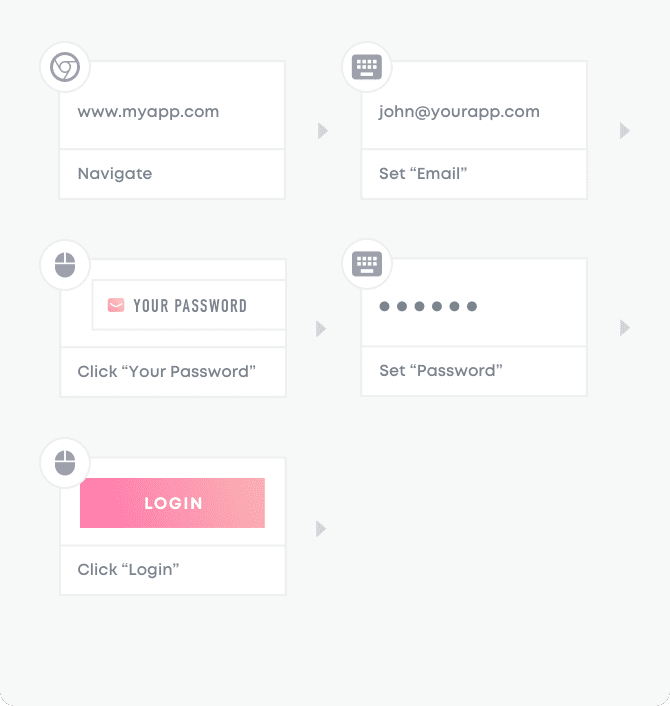 www.myapp.com
Navigate
john@yourapp.com
Set “Email”
YOUR PASSWORD
Click “Your Password”
Set “Password”
LOGIN
Click “Login”